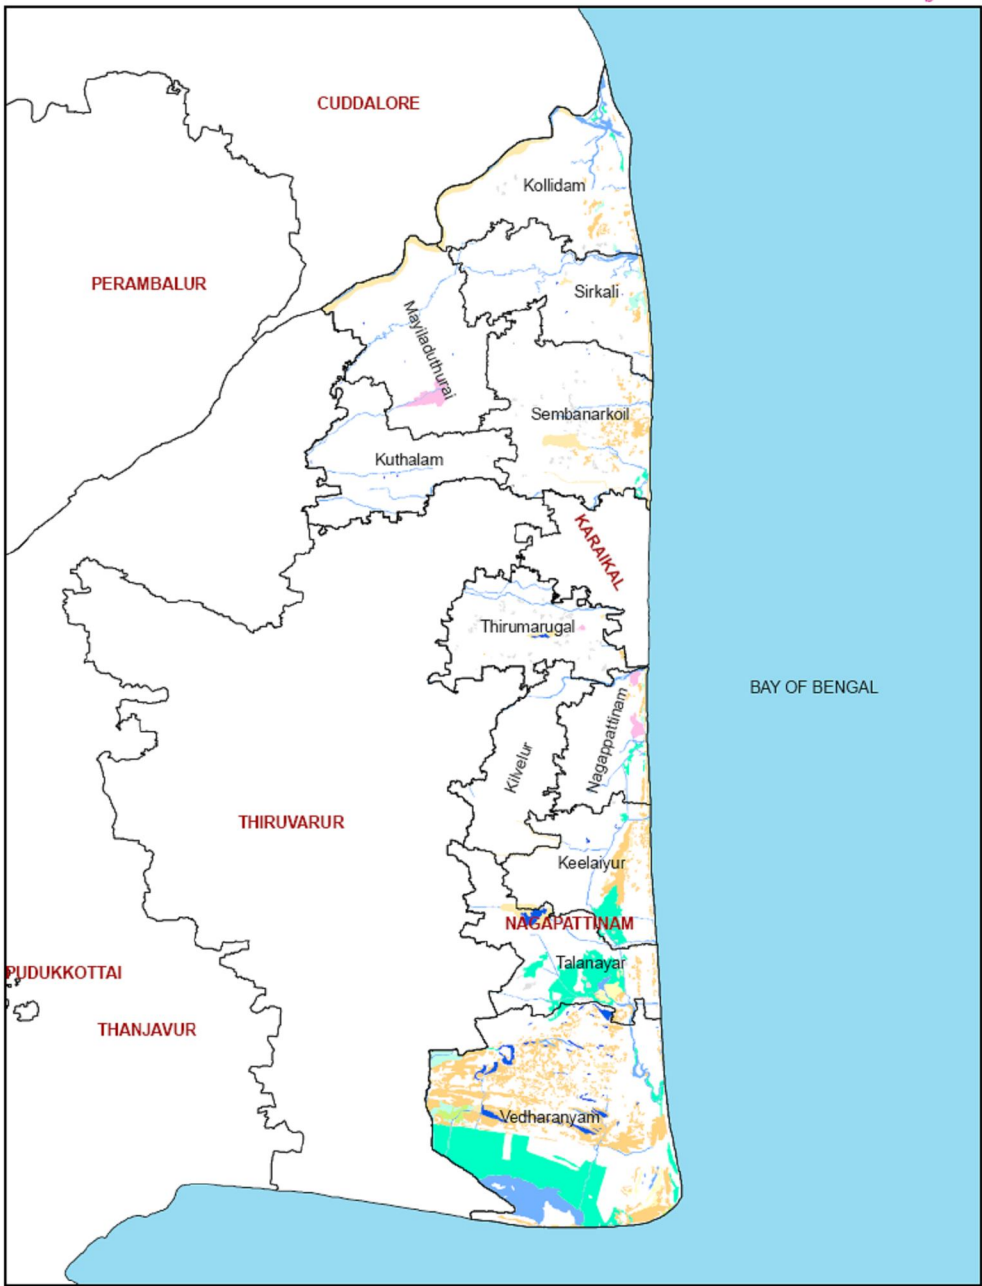 CUDDALORE
Kollidam
PERAMBALUR
Sirkali
Mayiladuthurai
Sembanarkoil
Kuthalam
KARAIKAL
Thirumarugal
BAY OF BENGAL
Nagappattinam
Kilvelur
THIRUVARUR
Keelaiyur
NAGAPATTINAM
Talanayar
PUDUKKOTTAI
THANJAVUR
Vedharanyam